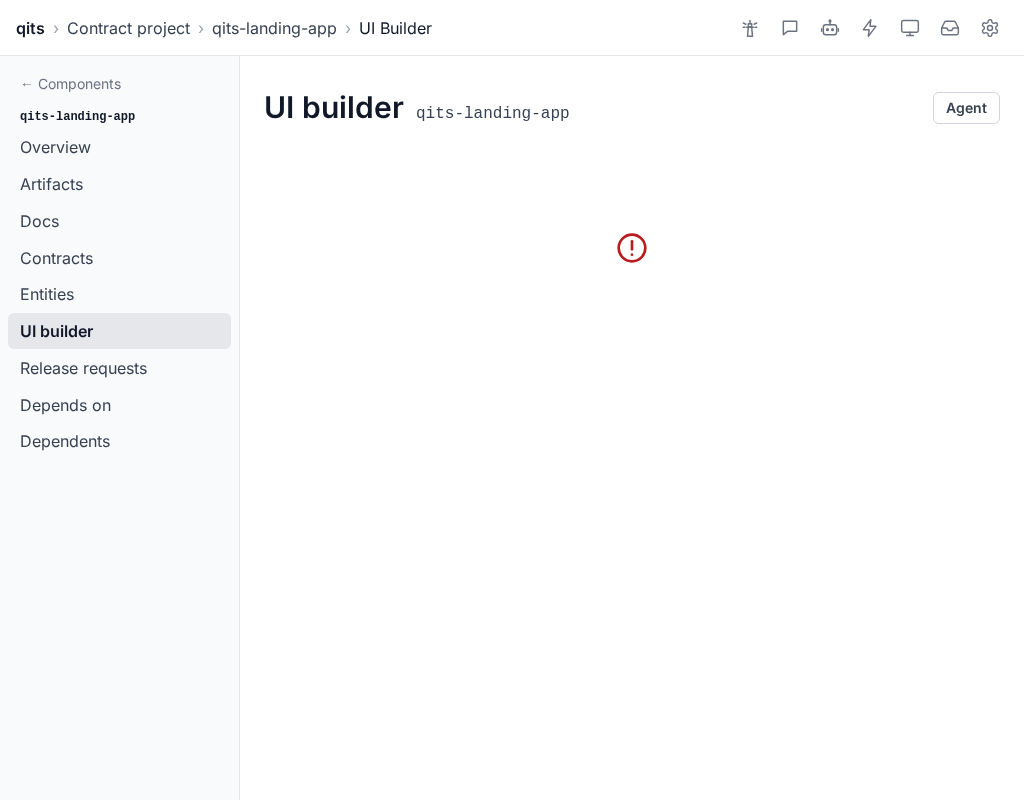 qits › Contract project › qits-landing-app › UI Builder
← Components
qits-landing-app
Overview
Artifacts
Docs
Contracts
Entities
UI builder
Release requests
Depends on
Dependents
UI builder qits-landing-app
Agent